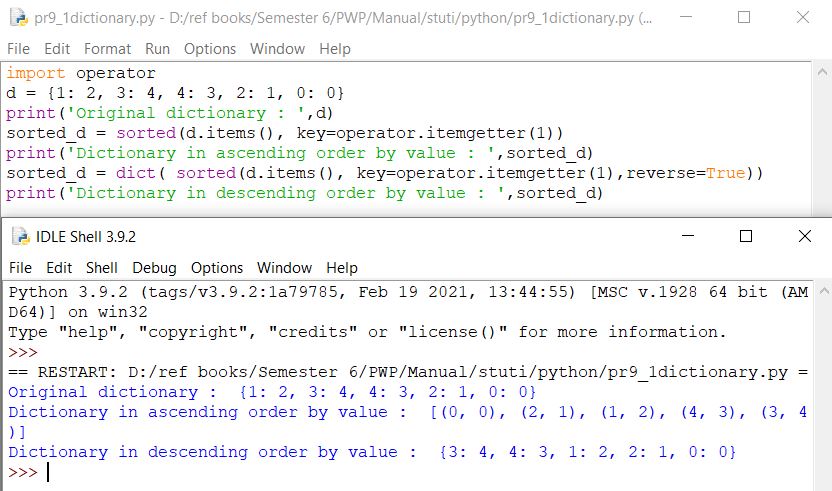 pr9_1dictionary.py - D:/ref books/Semester 6/PWP/Manual/stuti/python/pr9_1dictionary.py (...
File Edit Format Run Options Window Help
import operator
d = {1: 2, 3: 4, 4: 3, 2: 1, 0: 0}
print('Original dictionary : ',d)
sorted_d = sorted(d.items(), key=operator.itemgetter(1))
print('Dictionary in ascending order by value : ',sorted_d)
sorted_d = dict( sorted(d.items(), key=operator.itemgetter(1),reverse=True))
print('Dictionary in descending order by value : ',sorted_d)
IDLE Shell 3.9.2
File Edit Shell Debug Options Window Help
Python 3.9.2 (tags/v3.9.2:1a79785, Feb 19 2021, 13:44:55) [MSC v.1928 64 bit (AM
D64)] on win32
Type "help", "copyright", "credits" or "license()" for more information.
>>>
== RESTART: D:/ref books/Semester 6/PWP/Manual/stuti/python/pr9_1dictionary.py =
Original dictionary :  {1: 2, 3: 4, 4: 3, 2: 1, 0: 0}
Dictionary in ascending order by value :  [(0, 0), (2, 1), (1, 2), (4, 3), (3, 4
)]
Dictionary in descending order by value :  {3: 4, 4: 3, 1: 2, 2: 1, 0: 0}
>>>